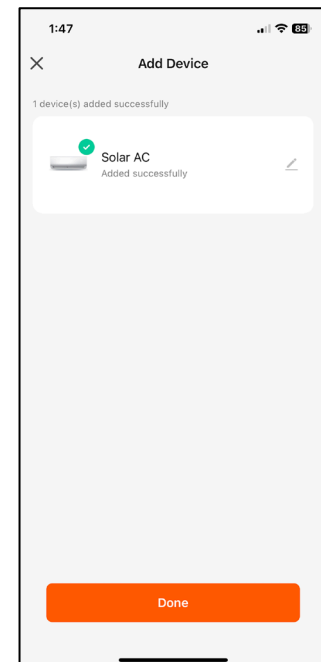 1:47
85
Add Device
1 device(s) added successfully
Solar AC
Added successfully
Done